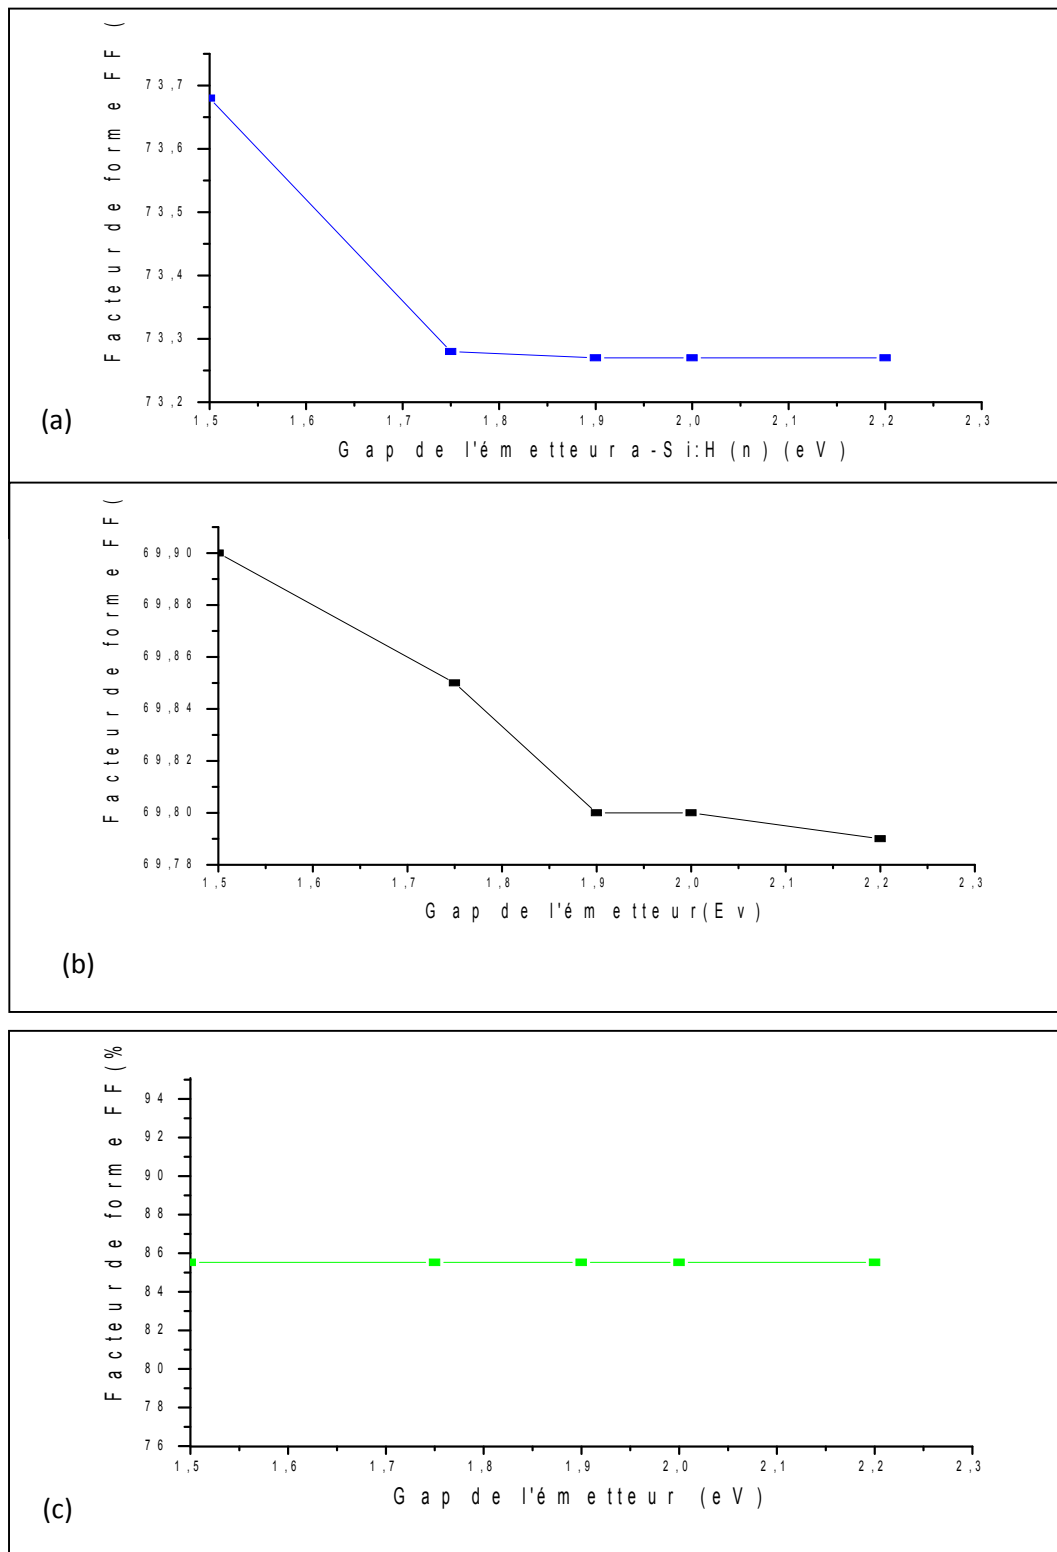 Facteur de forme FF (
73,7
73,6
73,5
73,4
73,3
73,2
1,5 1,6 1,7 1,8 1,9 2,0 2,1 2,2 2,3
Gap de l'émetteur a-Si:H (n) (eV)
(a)
Facteur de forme FF (
69,90
69,88
69,86
69,84
69,82
69,80
69,78
1,5 1,6 1,7 1,8 1,9 2,0 2,1 2,2 2,3
Gap de l'émetteur(Ev)
(b)
Facteur de forme FF (%
94
92
90
88
86
84
82
80
78
76
1,5 1,6 1,7 1,8 1,9 2,0 2,1 2,2 2,3
Gap de l'émetteur (eV)
(c)